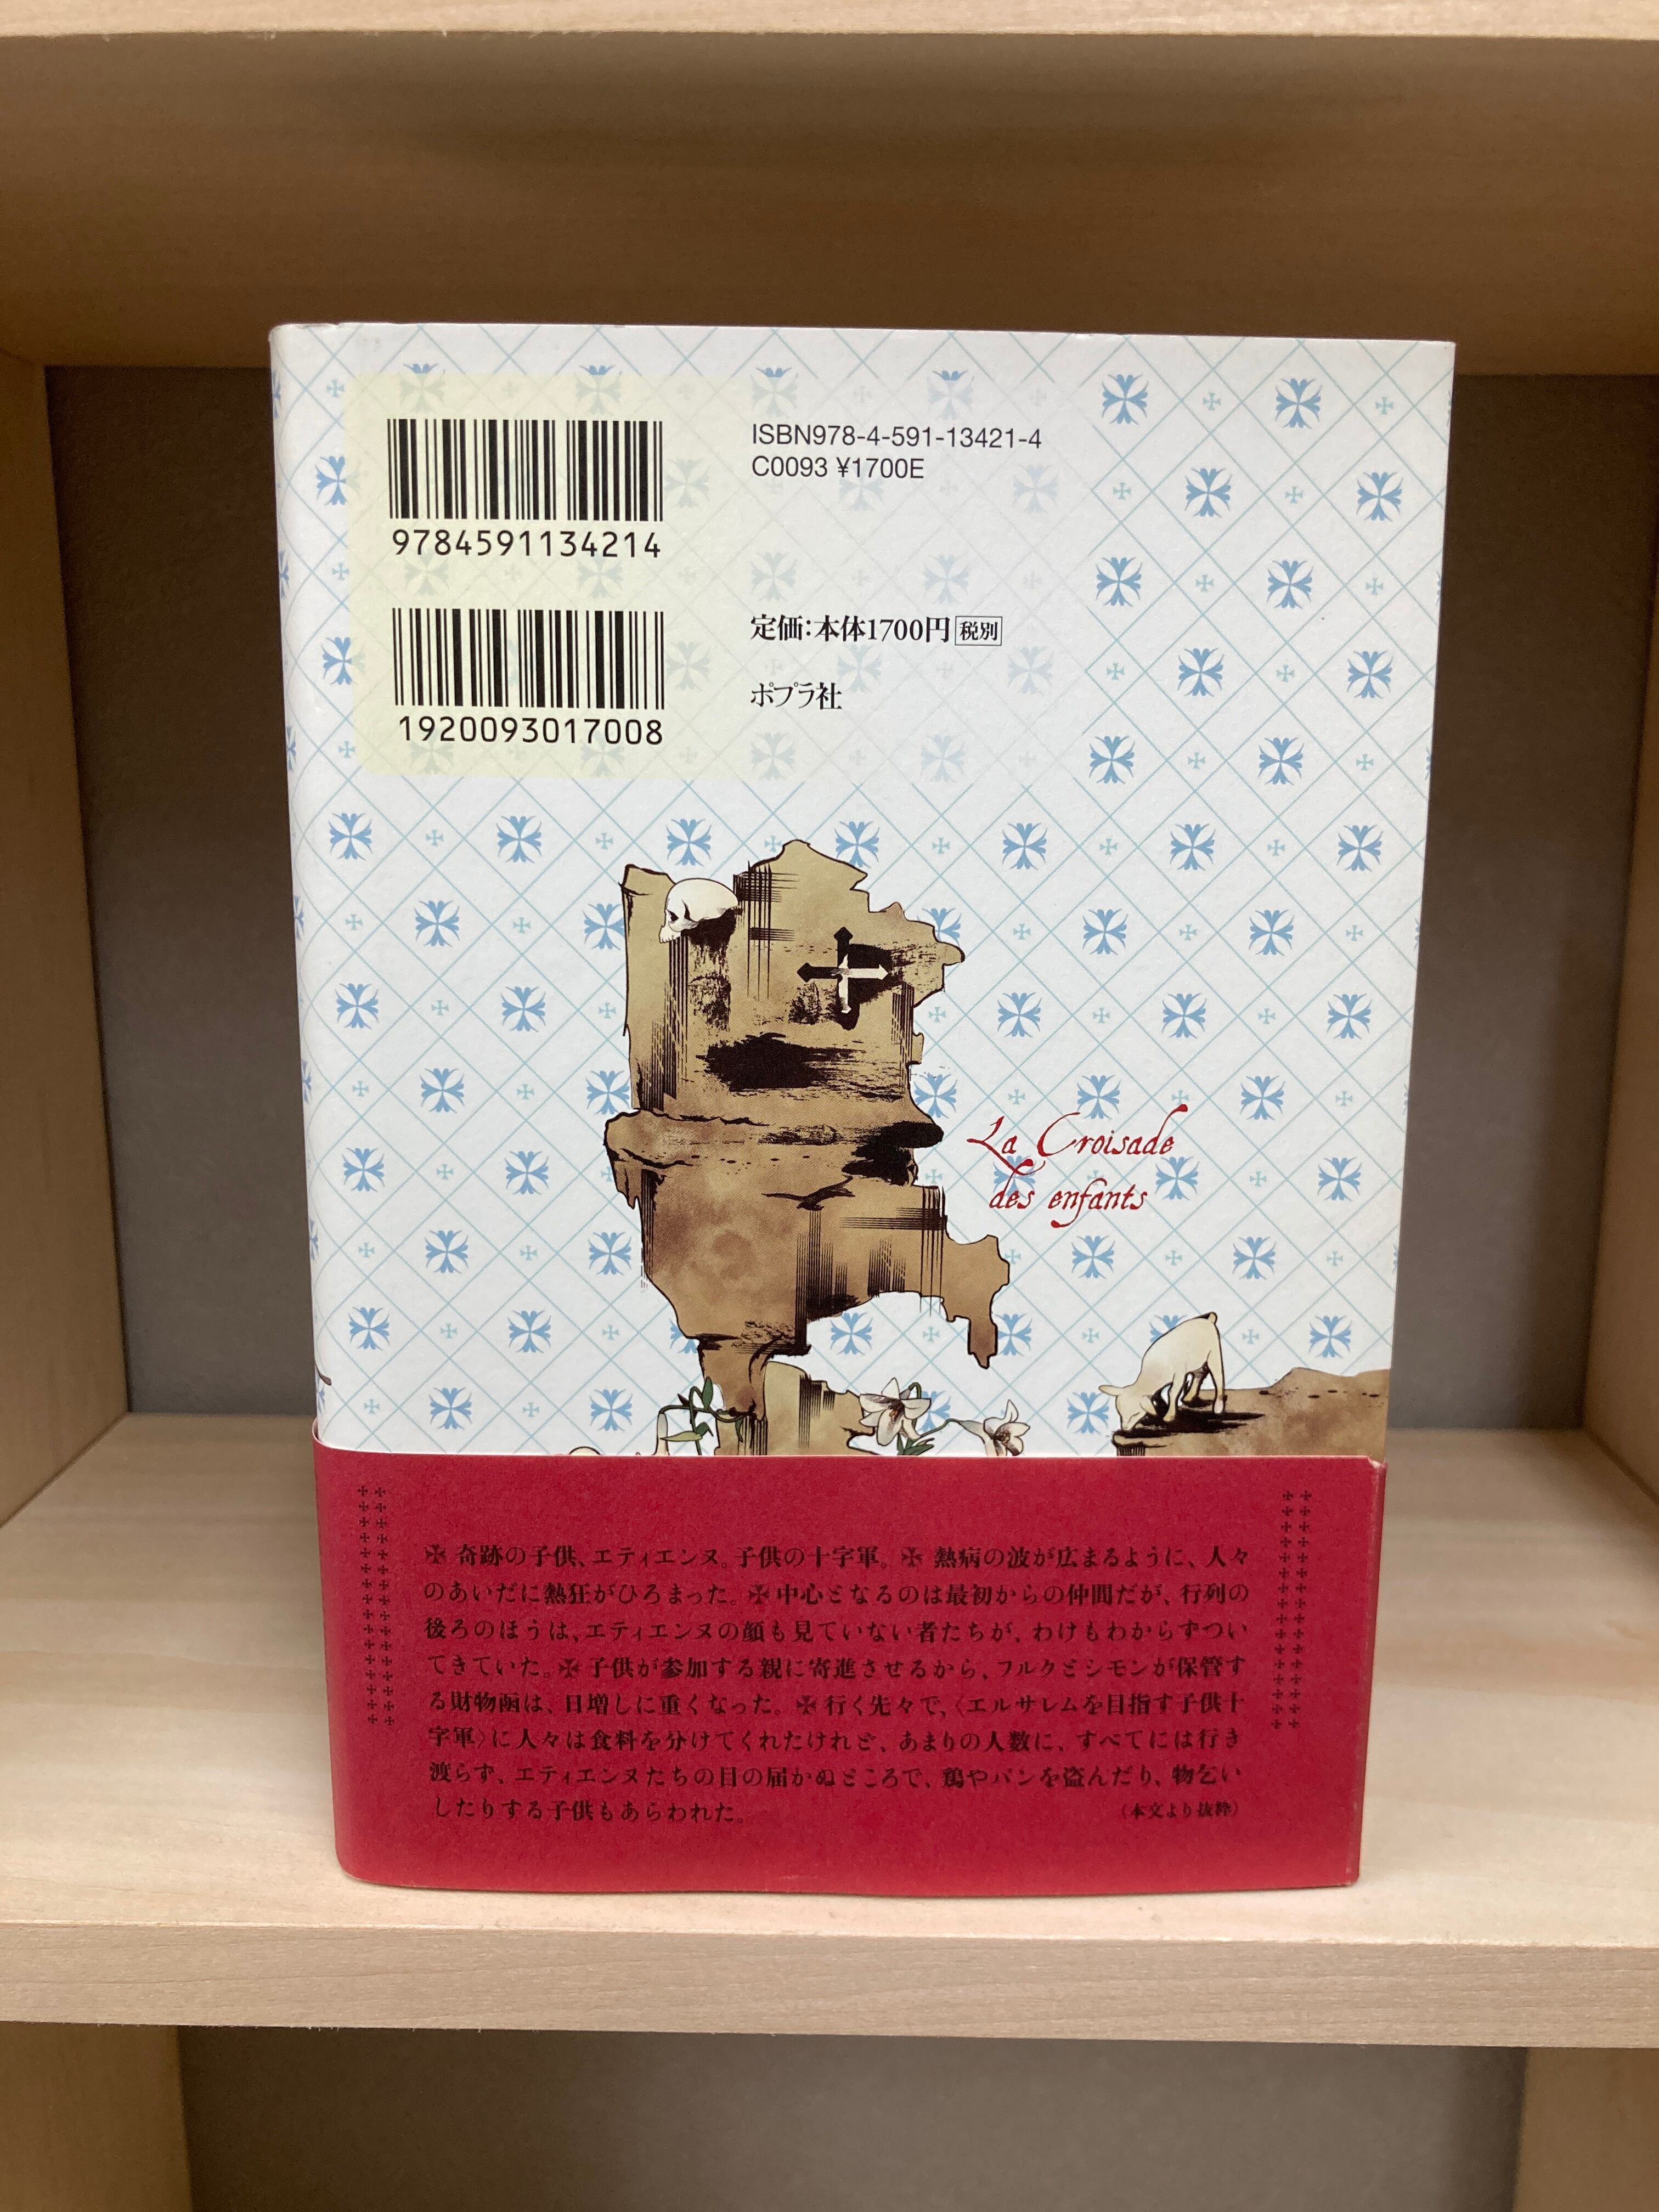 9784591134214
1920093017008
ISBN978-4-591-13421-4
C0093 ¥1700E
定価:本体1700円 税別
ポプラ社
La Croisade
des enfants
奇跡の子供、エティエンヌ。子供の十字軍。 熱病の波が広まるように、人々
のあいだに熱狂がひろまった。 中心となるのは最初からの仲間だが、行列の
後ろのほうは、エティエンヌの顔も見ていない者たちが、わけもわからずつい
てきていた。 子供が参加する親に寄進させるから、フルクとシモンが保管す
る財物函は、日増しに重くなった。 行く先々で、〈エルサレムを目指す子供十
字軍〉に人々は食料を分けてくれたけれど、あまりの人数に、すべてには行き
渡らず、エティエンヌたちの目の届かぬところで、鶏やパンを盗んだり、物乞い
したりする子供もあらわれた。
(本文より抜粋)